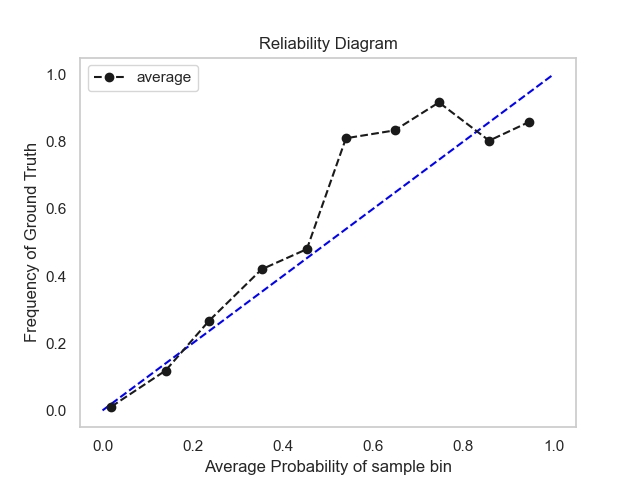 Reliability Diagram
average
Frequency of Ground Truth
1.0
0.8
0.6
0.4
0.2
0.0
0.0 0.2 0.4 0.6 0.8 1.0
Average Probability of sample bin